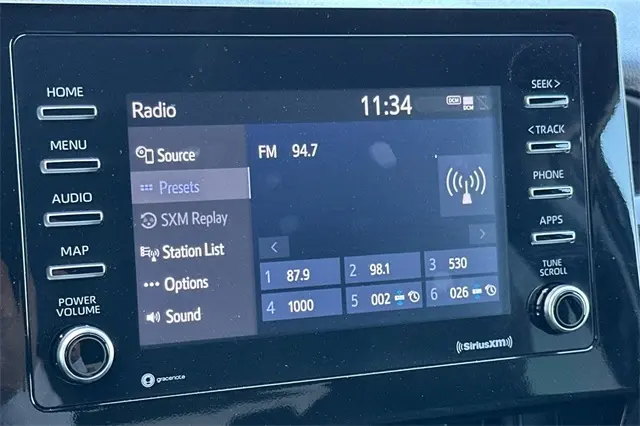 HOME
MENU
AUDIO
MAP
POWER
VOLUME
Radio
11:34
DCM
DCM
Source
Presets
SXM Replay
Station List
Options
Sound
FM 94.7
1 87.9
2 98.1
3 530
4 1000
5 002
6 026
SEEK >
< TRACK
PHONE
APPS
TUNE
SCROLL
gracenote
((SiriusXM))